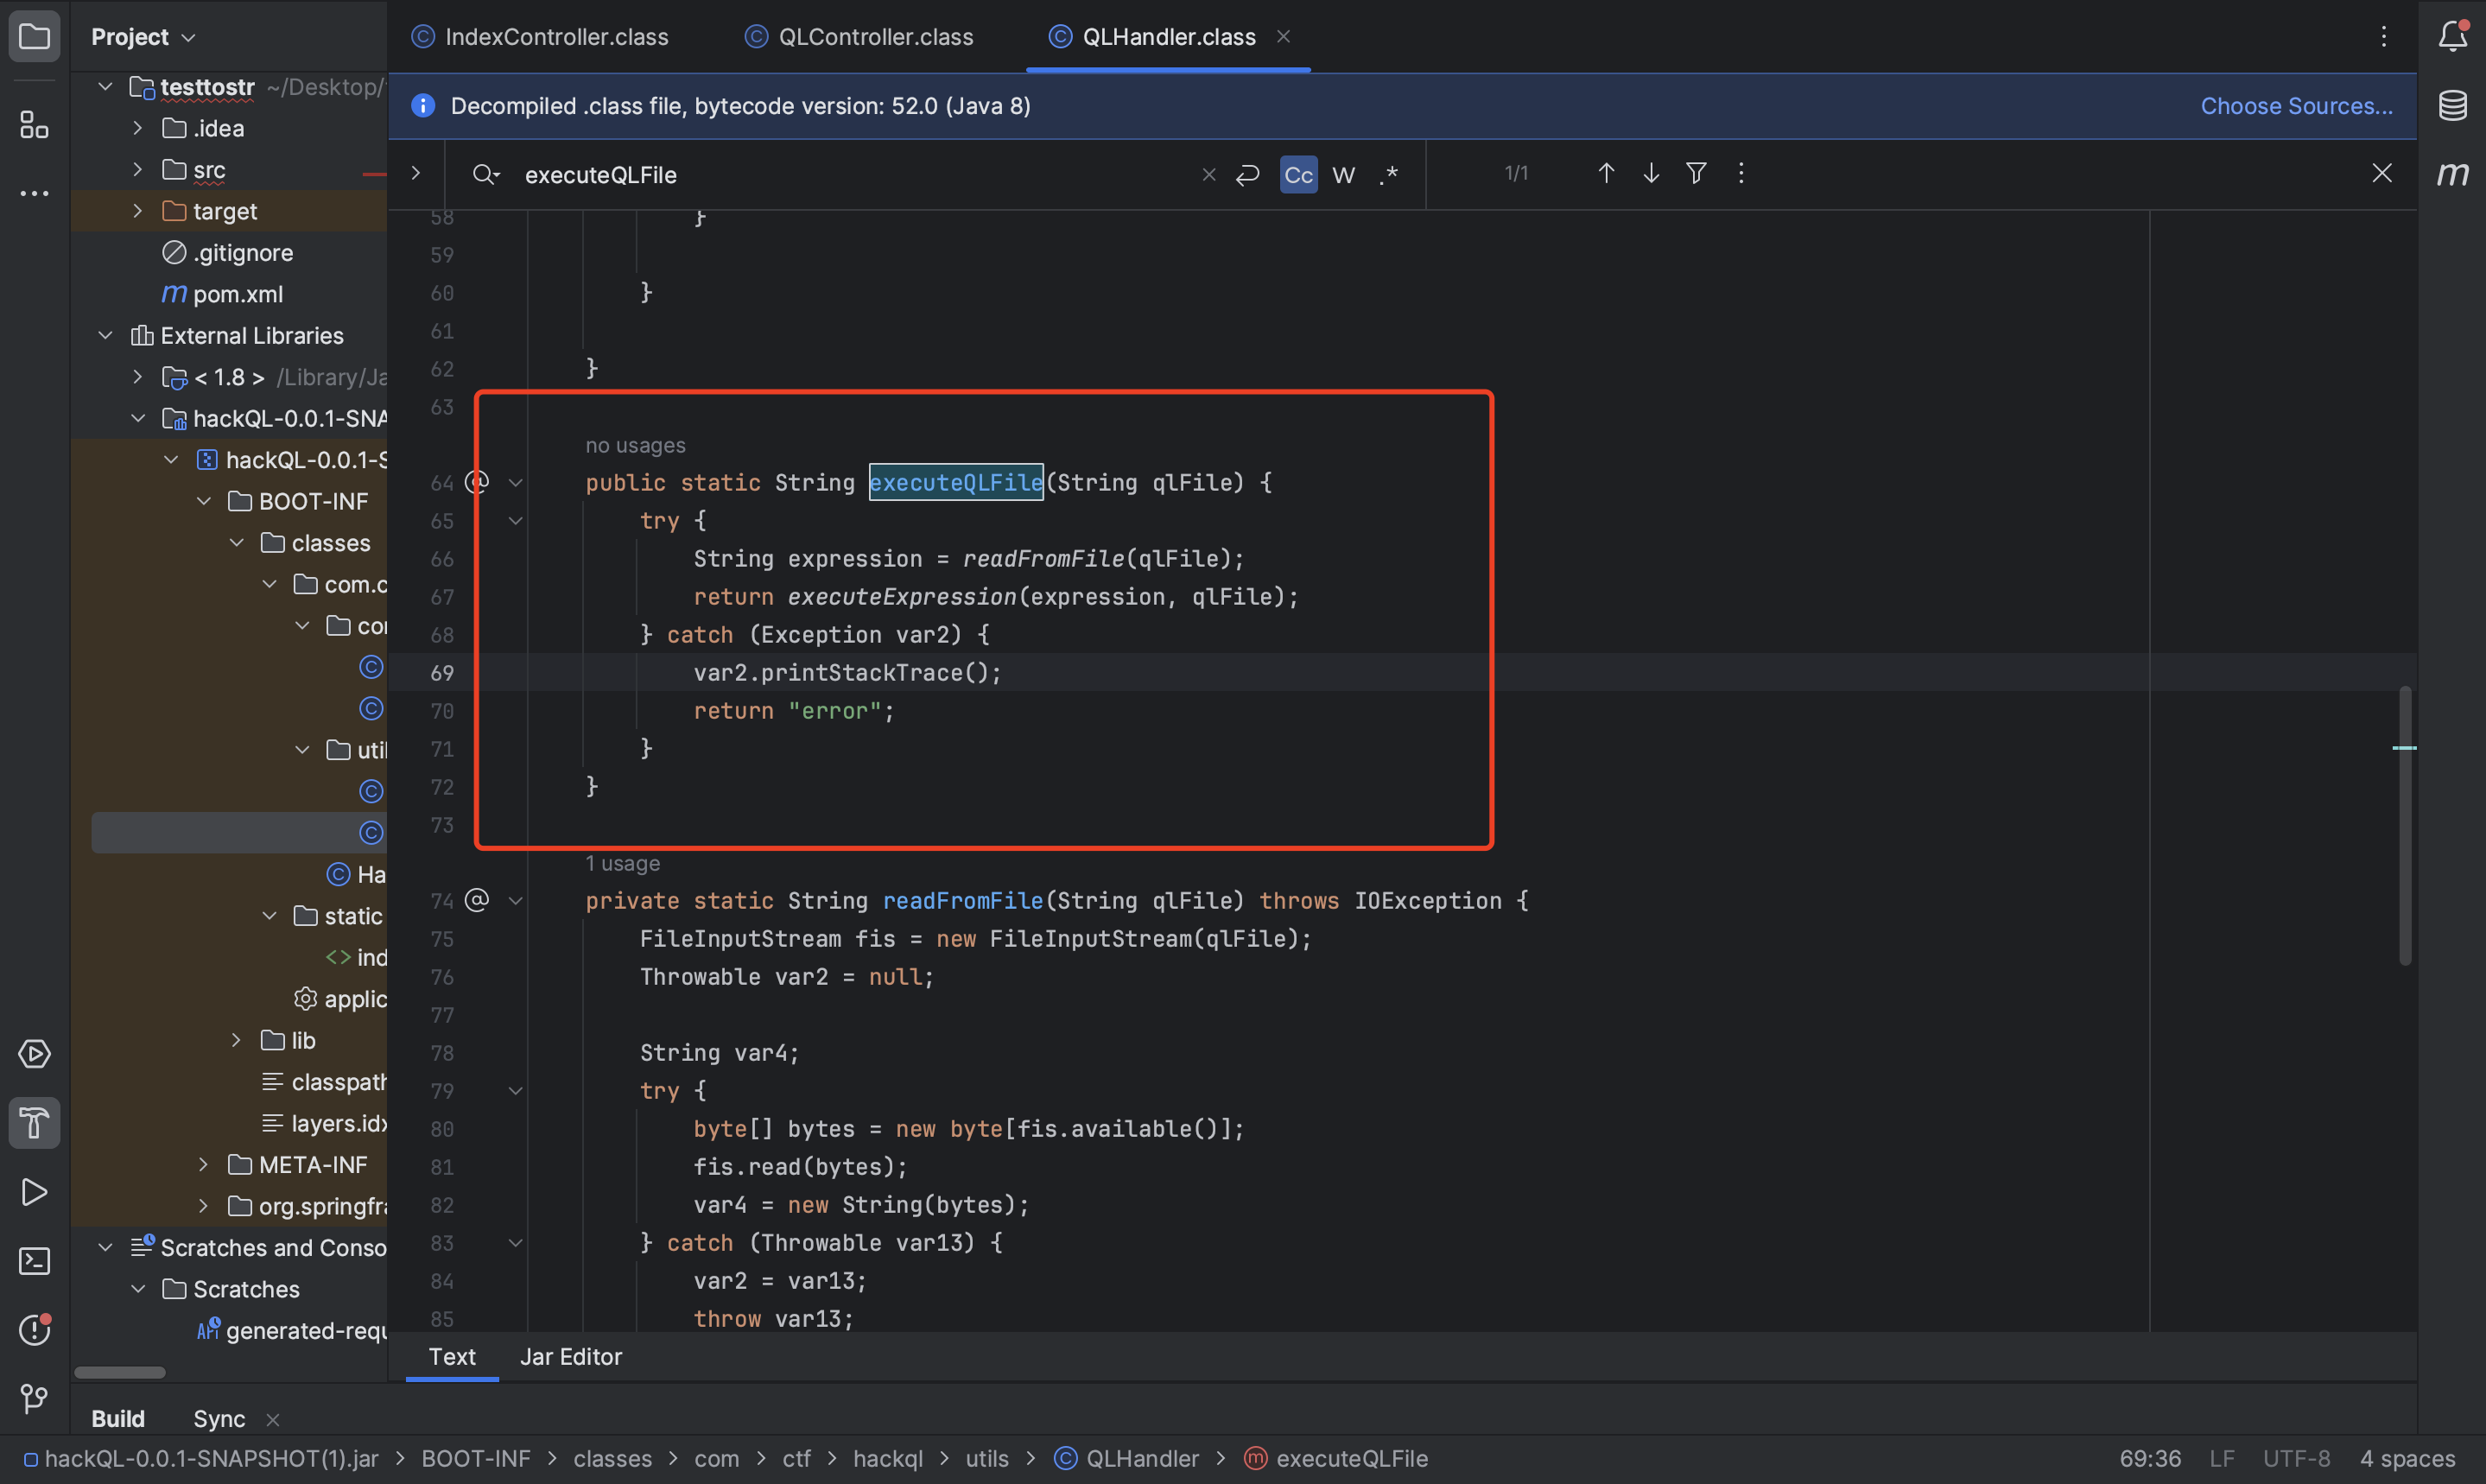 Project
IndexController.class
QLController.class
QLHandler.class
testtostr ~/Desktop/
.idea
src
target
.gitignore
pom.xml
External Libraries
< 1.8 > /Library/Ja
hackQL-0.0.1-SNA
hackQL-0.0.1-S
BOOT-INF
classes
com.c
con
util
Ha
static
ind
applic
lib
classpath
layers.idx
META-INF
org.springfra
Scratches and Conso
Scratches
API generated-requ
Decompiled .class file, bytecode version: 52.0 (Java 8)
Choose Sources...
executeQLFile
Cc W .*
1/1
m
58 }
59
60 }
61
62 }
63
no usages
64 @ public static String executeQLFile(String qlFile) {
65 try {
66 String expression = readFromFile(qlFile);
67 return executeExpression(expression, qlFile);
68 } catch (Exception var2) {
69 var2.printStackTrace();
70 return "error";
71 }
72 }
73
1 usage
74 @ private static String readFromFile(String qlFile) throws IOException {
75 FileInputStream fis = new FileInputStream(qlFile);
76 Throwable var2 = null;
77
78 String var4;
79 try {
80 byte[] bytes = new byte[fis.available()];
81 fis.read(bytes);
82 var4 = new String(bytes);
83 } catch (Throwable var13) {
84 var2 = var13;
85 throw var13;
Text
Jar Editor
Build
Sync
hackQL-0.0.1-SNAPSHOT(1).jar > BOOT-INF > classes > com > ctf > hackql > utils > QLHandler > executeQLFile
69:36 LF UTF-8 4 spaces